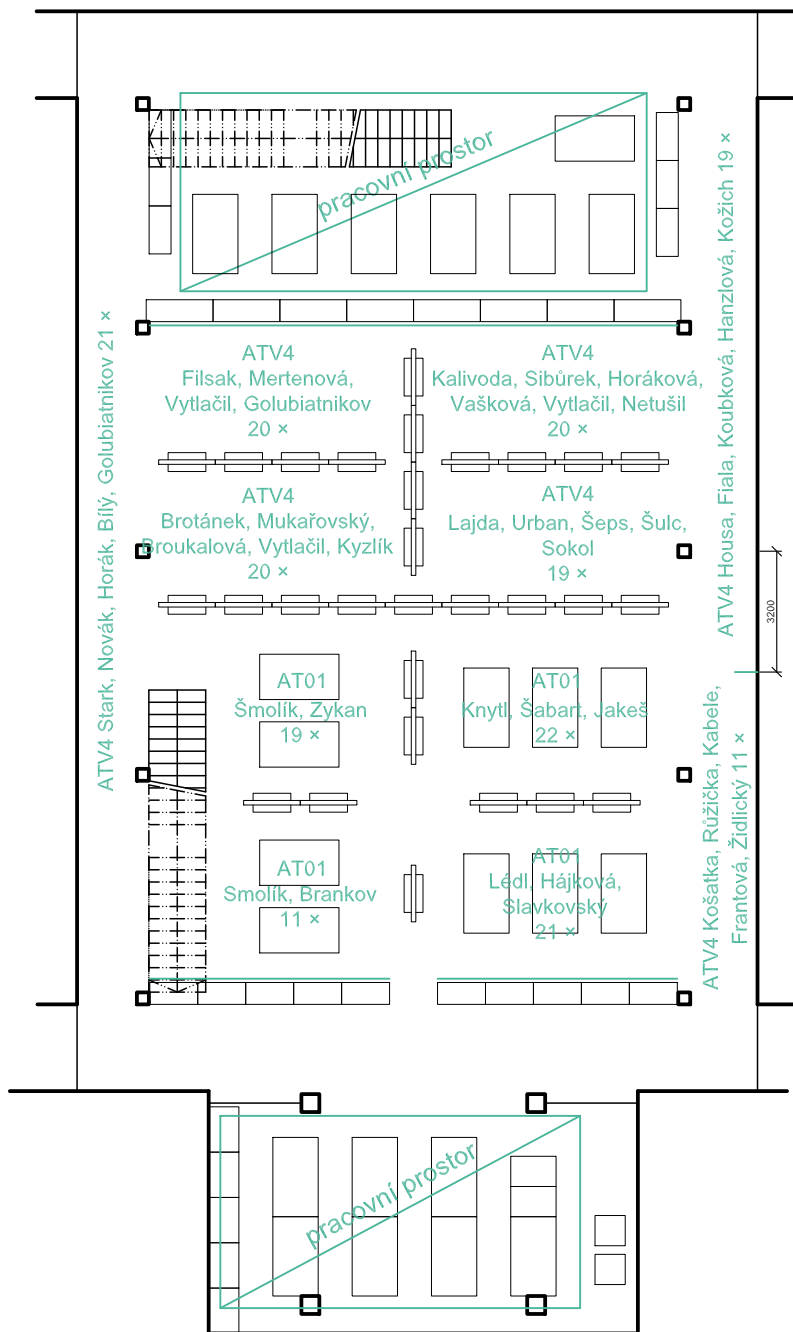 pracovní prostor
ATV4 Stark, Novák, Horák, Bílý, Golubiatnikov 21 ×
ATV4
Filsak, Mertenová,
Vytlačil, Golubiatnikov
20 ×
ATV4
Kalivoda, Sibůrek, Horáková,
Vašková, Vytlačil, Netušil
20 ×
ATV4 Housa, Fiala, Koubková, Hanzlová, Kožich 19 ×
ATV4
Brotánek, Mukařovský,
Broukalová, Vytlačil, Kyzlík
20 ×
ATV4
Lajda, Urban, Šeps, Šulc,
Sokol
19 ×
3200
AT01
Šmolík, Zykan
19 ×
AT01
Knytl, Šabart, Jakeš
22 ×
ATV4 Košatka, Růžička, Kabele,
Frantová, Židlický 11 ×
AT01
Smolík, Brankov
11 ×
AT01
Lédl, Hájková,
Slavkovský
21 ×
pracovní prostor